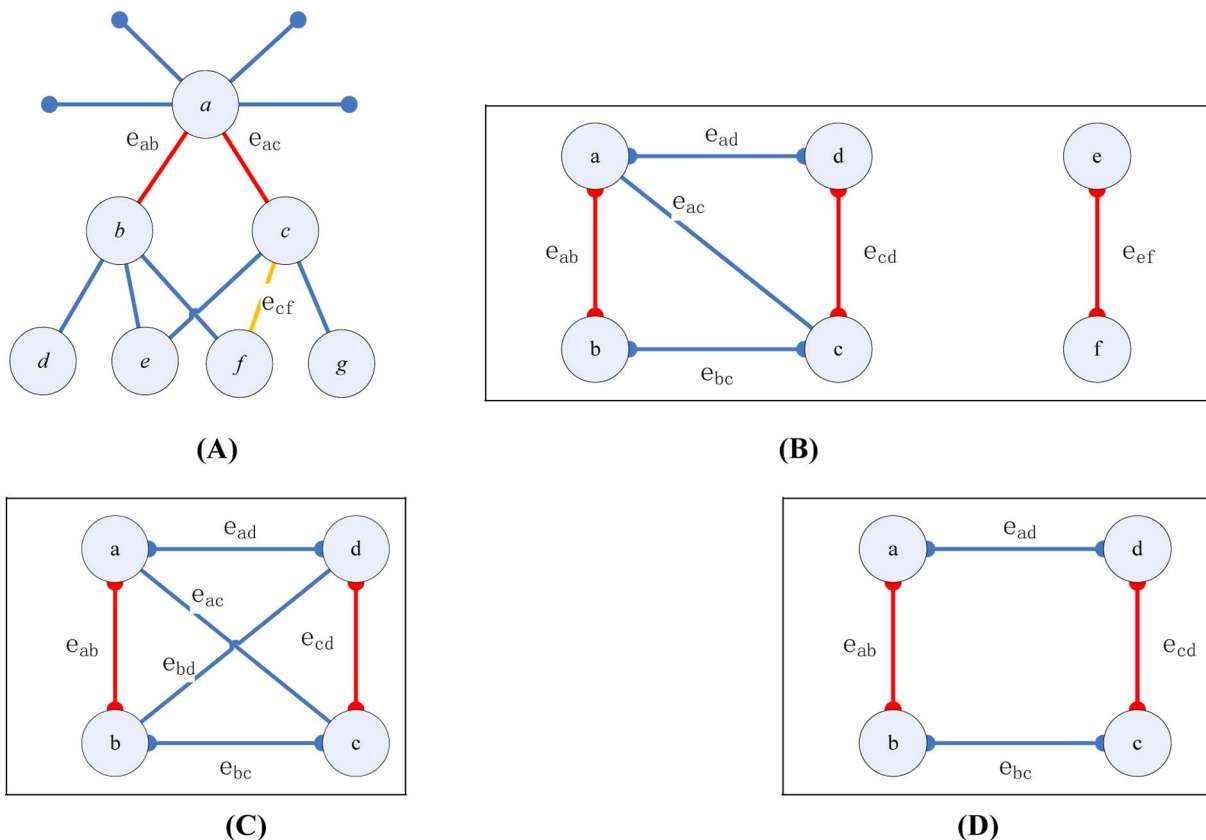 a
e_ab e_ac
b c
e_cf
d e f g
(A)
a e_ad d e
e_ac
e_ab e_cd e_ef
b c f
e_bc
(B)
a e_ad d
e_ac
e_ab e_bd e_cd
b c
e_bc
(C)
a e_ad d
e_ab e_cd
b c
e_bc
(D)